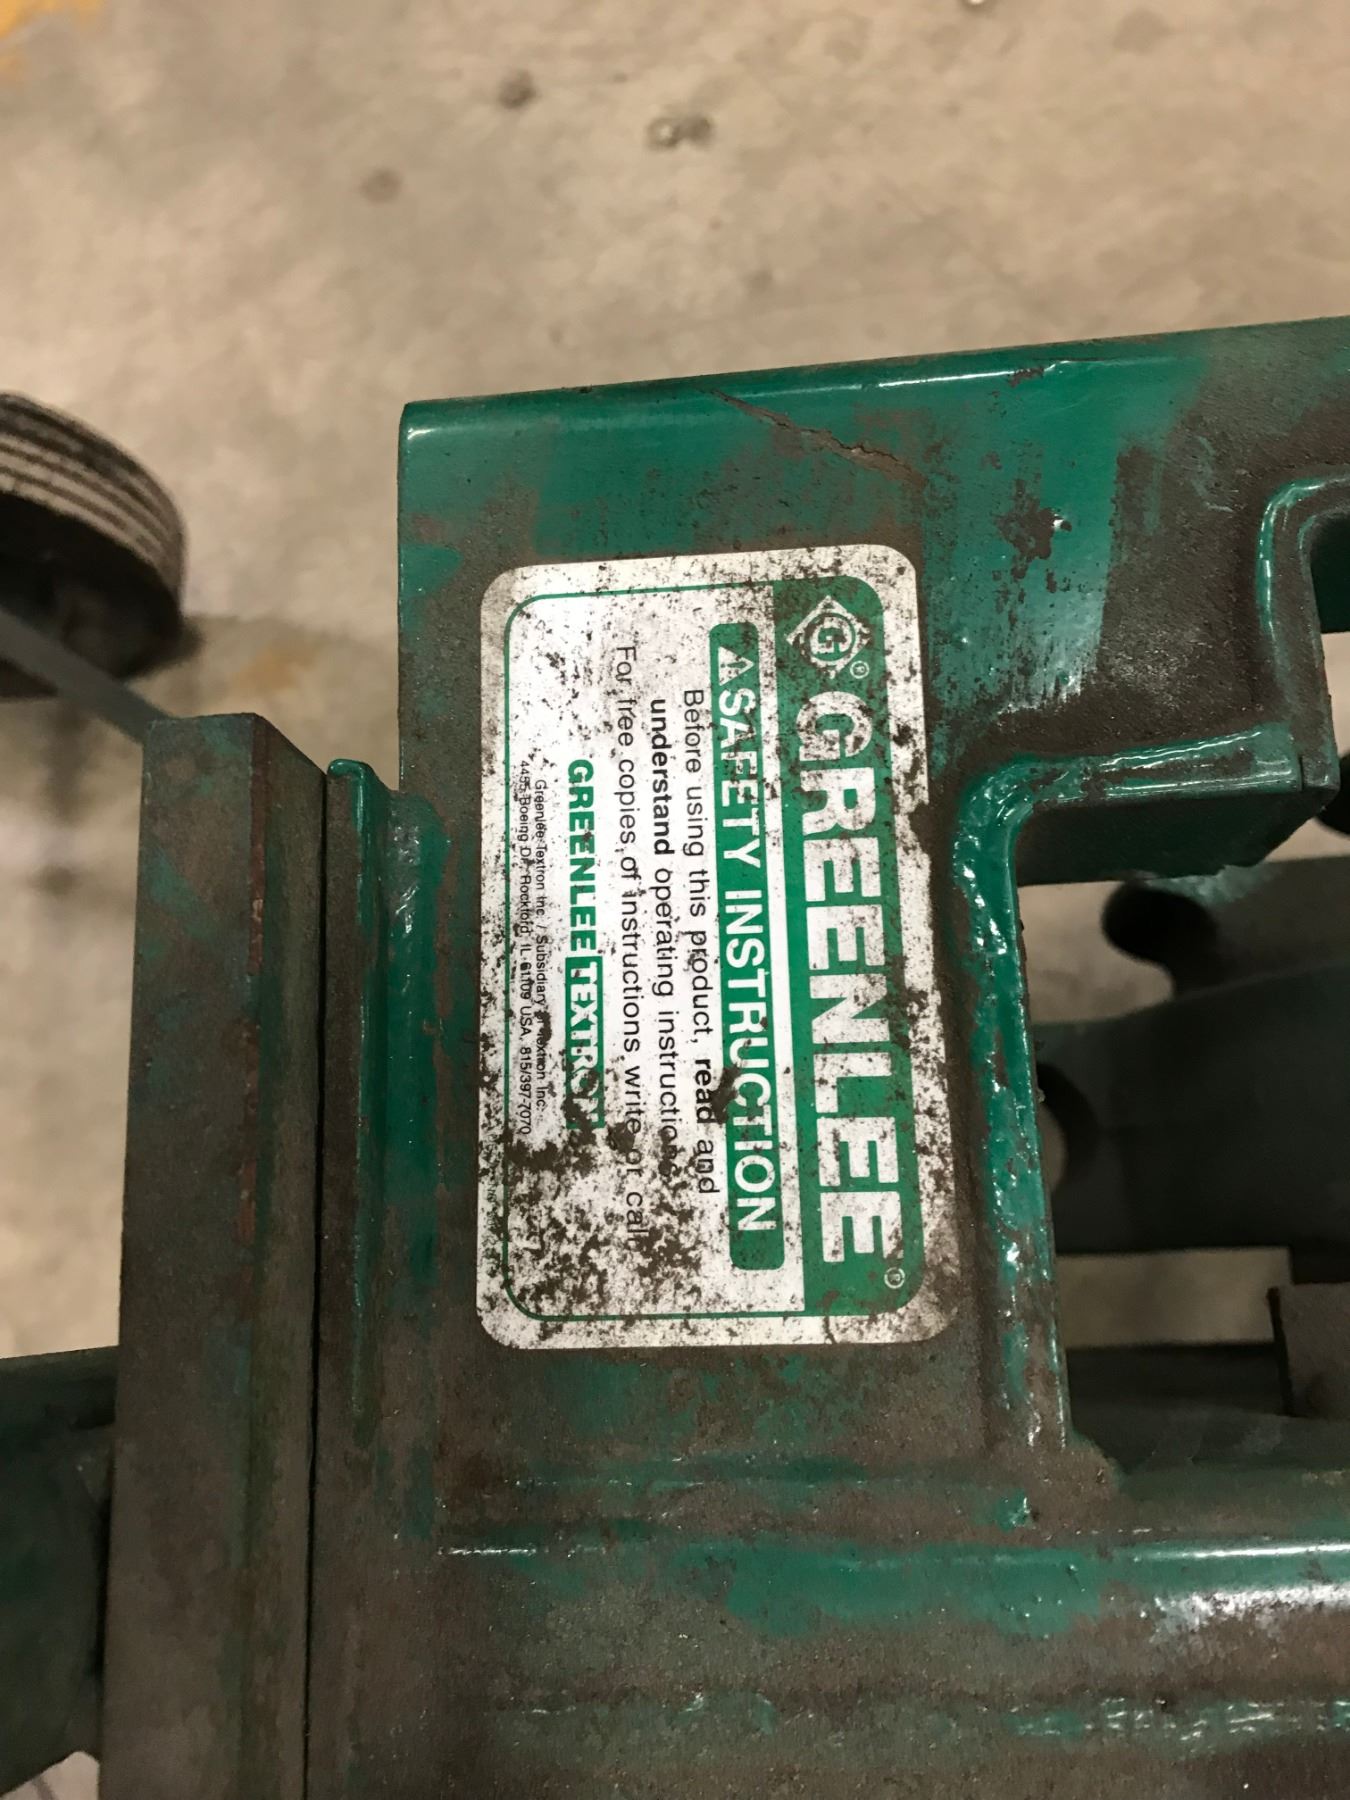 G® GREENLEE®
SAFETY INSTRUCTION
Before using this product, read and
understand operating instructions.
For free copies of instructions, write or call:
GREENLEE TEXTRON
Greenlee Textron Inc. / Subsidiary of Textron Inc.
4455 Boeing Dr., Rockford, IL 61109 USA, 815/397-7070